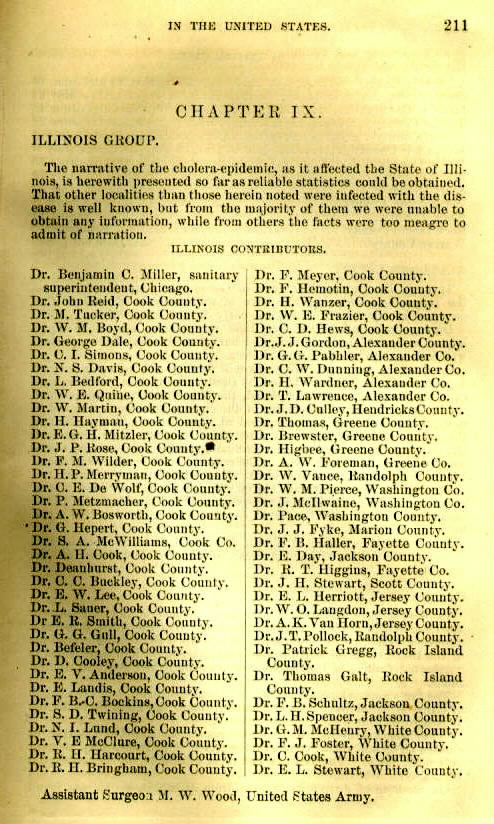 IN THE UNITED STATES. 211
CHAPTER IX.
ILLINOIS GROUP.
The narrative of the cholera-epidemic, as it affected the State of Illi-
nois, is herewith presented so far as reliable statistics could be obtained.
That other localities than those herein noted were infected with the dis-
ease is well known, but from the majority of them we were unable to
obtain any information, while from others the facts were too meagre to
admit of narration.
ILLINOIS CONTRIBUTORS.
Dr. Benjamin C. Miller, sanitary
superintendent, Chicago.
Dr. John Reid, Cook County.
Dr. M. Tucker, Cook County.
Dr. W. M. Boyd, Cook County.
Dr. George Dale, Cook County.
Dr. C. I. Simons, Cook County.
Dr. N. S. Davis, Cook County.
Dr. L. Bedford, Cook County.
Dr. W. E. Quine, Cook County.
Dr. W. Martin, Cook County.
Dr. H. Hayman, Cook County.
Dr. E. G. H. Mitzler, Cook County.
Dr. J. P. Rose, Cook County.
Dr. F. M. Wilder, Cook County.
Dr. H. P. Merryman, Cook County.
Dr. C. E. De Wolf, Cook County.
Dr. P. Metzmacher, Cook County.
Dr. A. W. Bosworth, Cook County.
Dr. G. Hepert, Cook County.
Dr. S. A. McWilliams, Cook Co.
Dr. A. H. Cook, Cook County.
Dr. Deanhurst, Cook County.
Dr. C. C. Buckley, Cook County.
Dr. E. W. Lee, Cook County.
Dr. L. Sauer, Cook County.
Dr E. R. Smith, Cook County.
Dr. G. G. Gull, Cook County.
Dr. Befeler, Cook County.
Dr. D. Cooley, Cook County.
Dr. E. V. Anderson, Cook County.
Dr. E. Landis, Cook County.
Dr. F. B. C. Bockins, Cook County.
Dr. S. D. Twining, Cook County.
Dr. N. I. Lund, Cook County.
Dr. V. E McClure, Cook County.
Dr. R. H. Harcourt, Cook County.
Dr. R. H. Bringham, Cook County.
Dr. F. Meyer, Cook County.
Dr. F. Hemotin, Cook County.
Dr. H. Wanzer, Cook County.
Dr. W. E. Frazier, Cook County.
Dr. C. D. Hews, Cook County.
Dr. J. J. Gordon, Alexander County.
Dr. G. G. Pabhler, Alexander Co.
Dr. C. W. Dunning, Alexander Co.
Dr. H. Wardner, Alexander Co.
Dr. T. Lawrence, Alexander Co.
Dr. J. D. Culley, Hendricks County.
Dr. Thomas, Greene County.
Dr. Brewster, Greene County.
Dr. Higbee, Greene County.
Dr. A. W. Foreman, Greene Co.
Dr. W. Vance, Randolph County.
Dr. W. M. Pierce, Washington Co.
Dr. J. McIlwaine, Washington Co.
Dr. Pace, Washington County.
Dr. J. J. Fyke, Marion County.
Dr. F. B. Haller, Fayette County.
Dr. E. Day, Jackson County.
Dr. R. T. Higgins, Fayette Co.
Dr. J. H. Stewart, Scott County.
Dr. E. L. Herriott, Jersey County.
Dr. W. O. Langdon, Jersey County.
Dr. A. K. Van Horn, Jersey County.
Dr. J. T. Pollock, Randolph County.
Dr. Patrick Gregg, Rock Island
County.
Dr. Thomas Galt, Rock Island
County.
Dr. F. B. Schultz, Jackson County.
Dr. L. H. Spencer, Jackson County.
Dr. G. M. McHenry, White County.
Dr. F. J. Foster, White County.
Dr. C. Cook, White County.
Dr. E. L. Stewart, White County.
Assistant Surgeon M. W. Wood, United States Army.